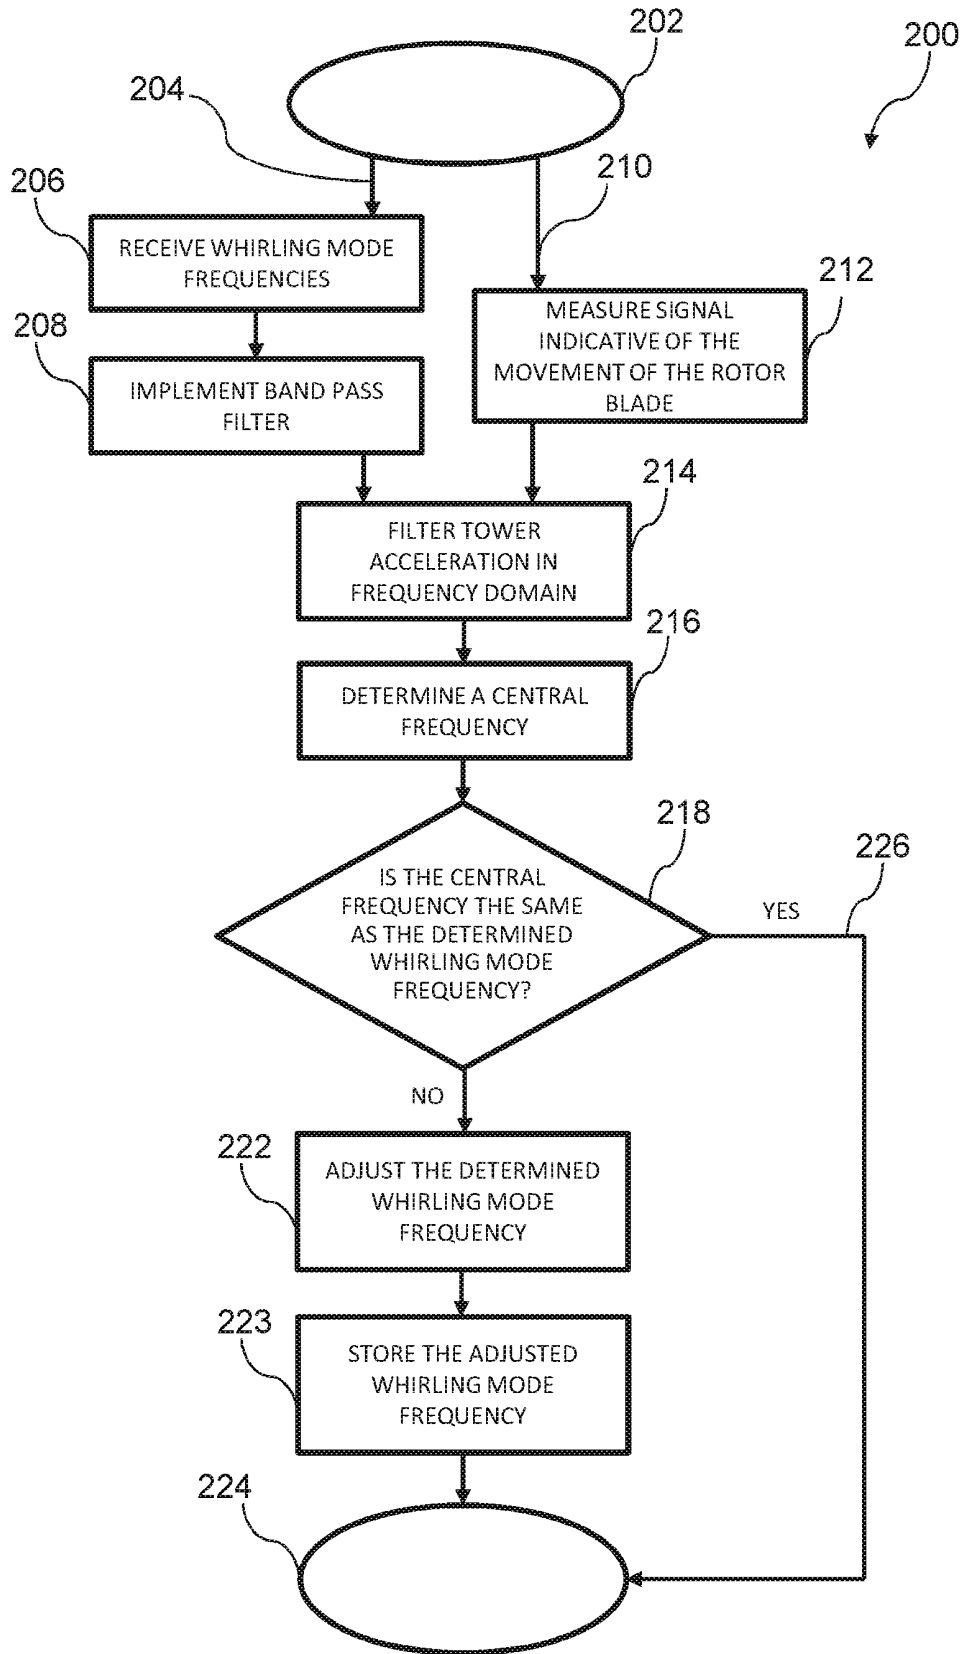 202
200
204
210
206
RECEIVE WHIRLING MODE
FREQUENCIES
212
MEASURE SIGNAL
INDICATIVE OF THE
MOVEMENT OF THE ROTOR
BLADE
208
IMPLEMENT BAND PASS
FILTER
214
FILTER TOWER
ACCELERATION IN
FREQUENCY DOMAIN
216
DETERMINE A CENTRAL
FREQUENCY
218
226
IS THE CENTRAL
FREQUENCY THE SAME
AS THE DETERMINED
WHIRLING MODE
FREQUENCY?
YES
NO
222
ADJUST THE DETERMINED
WHIRLING MODE
FREQUENCY
223
STORE THE ADJUSTED
WHIRLING MODE
FREQUENCY
224